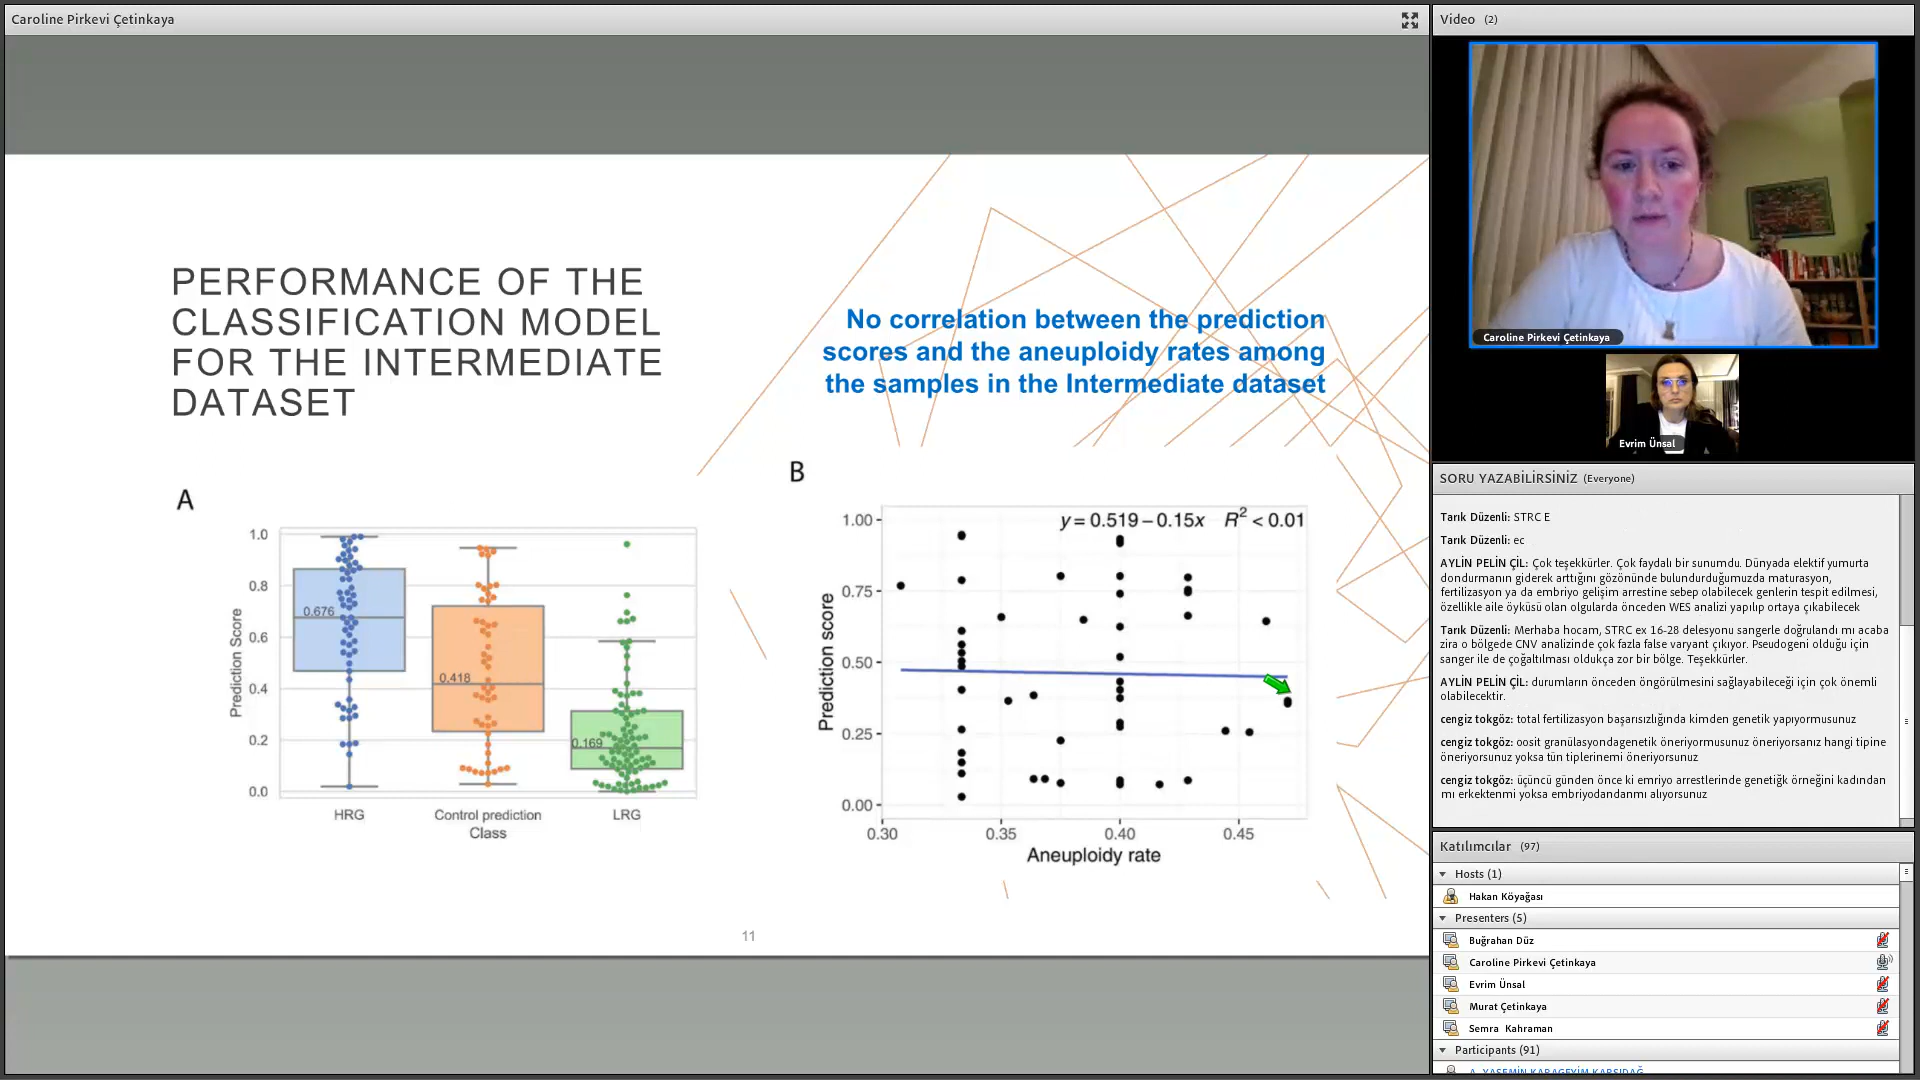 Caroline Pirkevi Çetinkaya
PERFORMANCE OF THE
CLASSIFICATION MODEL
FOR THE INTERMEDIATE
DATASET
No correlation between the prediction
scores and the aneuploidy rates among
the samples in the Intermediate dataset
A
1.0
0.8
0.6
0.4
0.2
0.0
Prediction Score
0.676
0.418
0.169
HRG
Control prediction
LRG
Class
B
y = 0.519 – 0.15x R² < 0.01
1.00
0.75
0.50
0.25
0.00
Prediction score
0.30
0.35
0.40
0.45
Aneuploidy rate
11
Video (2)
Caroline Pirkevi Çetinkaya
Evrim Ünsal
SORU YAZABİLİRSİNİZ (Everyone)
Tarık Düzenli: STRC E
Tarık Düzenli: ec
AYLİN PELİN ÇİL: Çok teşekkürler. Çok faydalı bir sunumdu. Dünyada elektif yumurta
dondurmanın giderek arttığını gözönünde bulundurduğumuzda maturasyon,
fertilizasyon ya da embriyo gelişim arrestine sebep olabilecek genlerin tespit edilmesi,
özellikle aile öyküsü olan olgularda önceden WES analizi yapılıp ortaya çıkabilecek
Tarık Düzenli: Merhaba hocam, STRC ex 16-28 delesyonu sangerle doğrulandı mı acaba
zira o bölgede CNV analizinde çok fazla false varyant çıkıyor. Pseudogeni olduğu için
sanger ile de çoğaltılması oldukça zor bir bölge. Teşekkürler.
AYLİN PELİN ÇİL: durumların önceden öngörülmesini sağlayabileceği için çok önemli
olabilecektir.
cengiz tokgöz: total fertilizasyon başarısızlığında kimden genetik yapıyormusunuz
cengiz tokgöz: oosit granülasyondagenetik öneriyormusunuz öneriyorsanız hangi tipine
öneriyorsunuz yoksa tün tiplerinemi öneriyorsunuz
cengiz tokgöz: üçüncü günden önce ki emriyo arrestlerinde genetiğk örneğini kadından
mı erkektenmi yoksa embriyodandanmı alıyorsunuz
Katılımcılar (97)
Hosts (1)
Hakan Köyağası
Presenters (5)
Buğrahan Düz
Caroline Pirkevi Çetinkaya
Evrim Ünsal
Murat Çetinkaya
Semra Kahraman
Participants (91)
A. YASEMİN KARAGEYİM KARŞIDAĞ